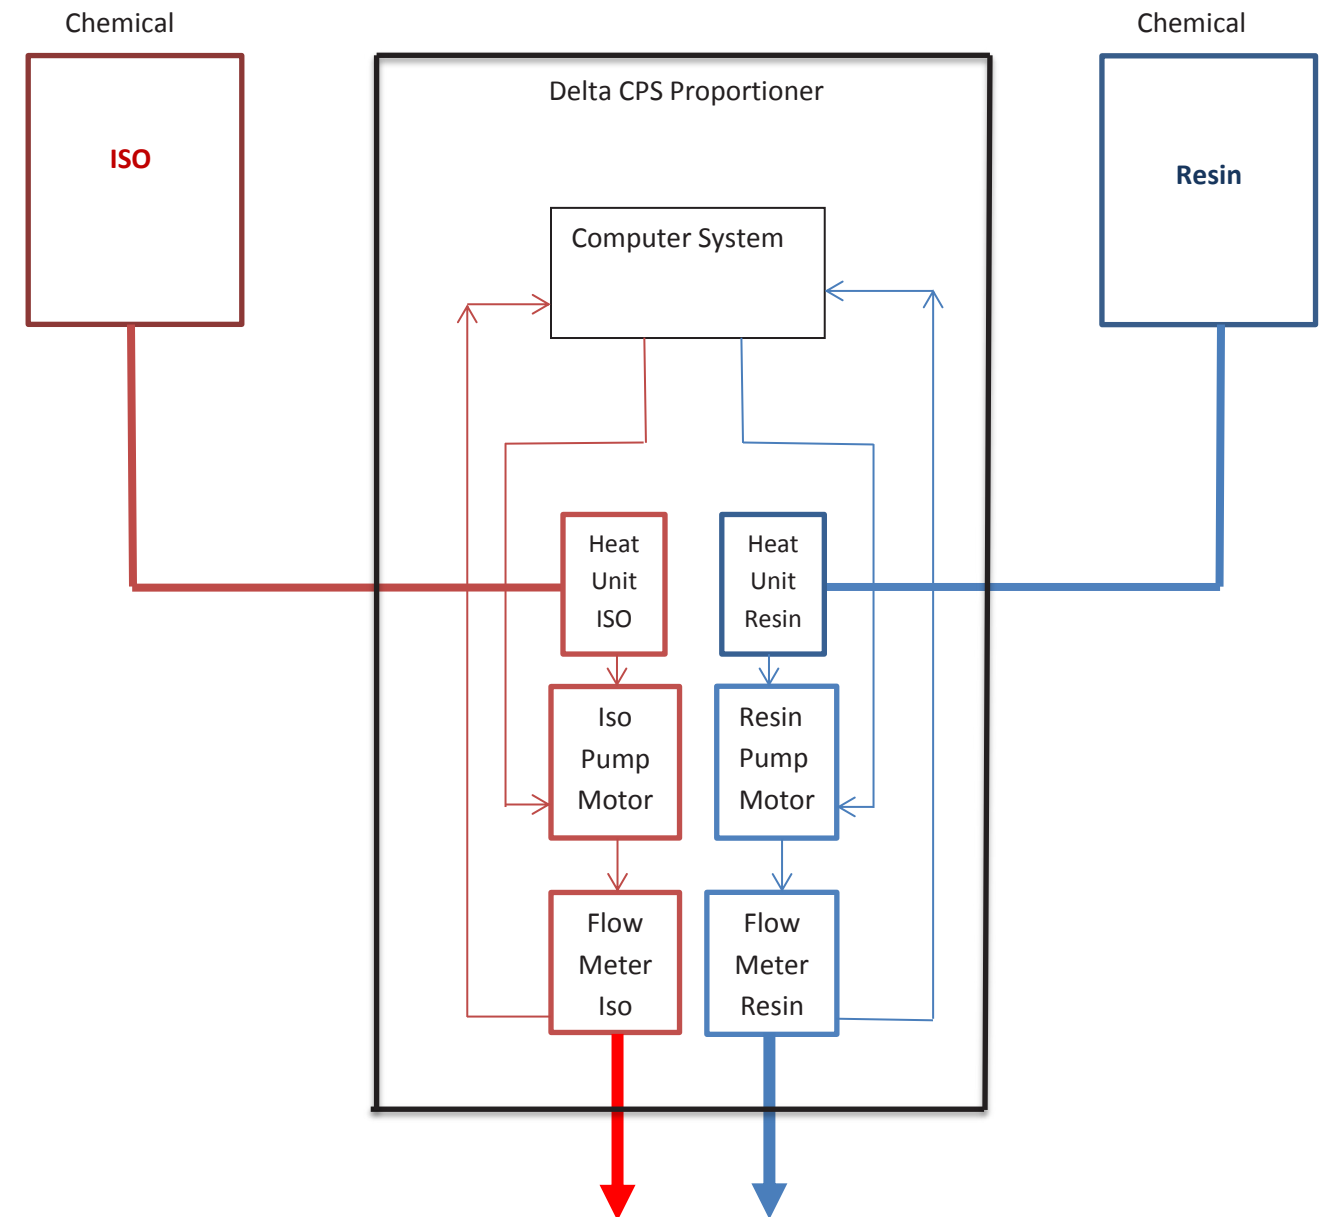 Chemical
Chemical
Delta CPS Proportioner
ISO
Resin
Computer System
Heat
Unit
ISO
Heat
Unit
Resin
Iso
Pump
Motor
Resin
Pump
Motor
Flow
Meter
Iso
Flow
Meter
Resin